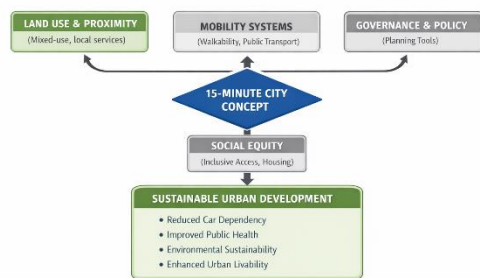 LAND USE & PROXIMITY
(Mixed-use, local services)
MOBILITY SYSTEMS
(Walkability, Public Transport)
GOVERNANCE & POLICY
(Planning Tools)
15-MINUTE CITY
CONCEPT
SOCIAL EQUITY
(Inclusive Access, Housing)
SUSTAINABLE URBAN DEVELOPMENT
• Reduced Car Dependency
• Improved Public Health
• Environmental Sustainability
• Enhanced Urban Livability